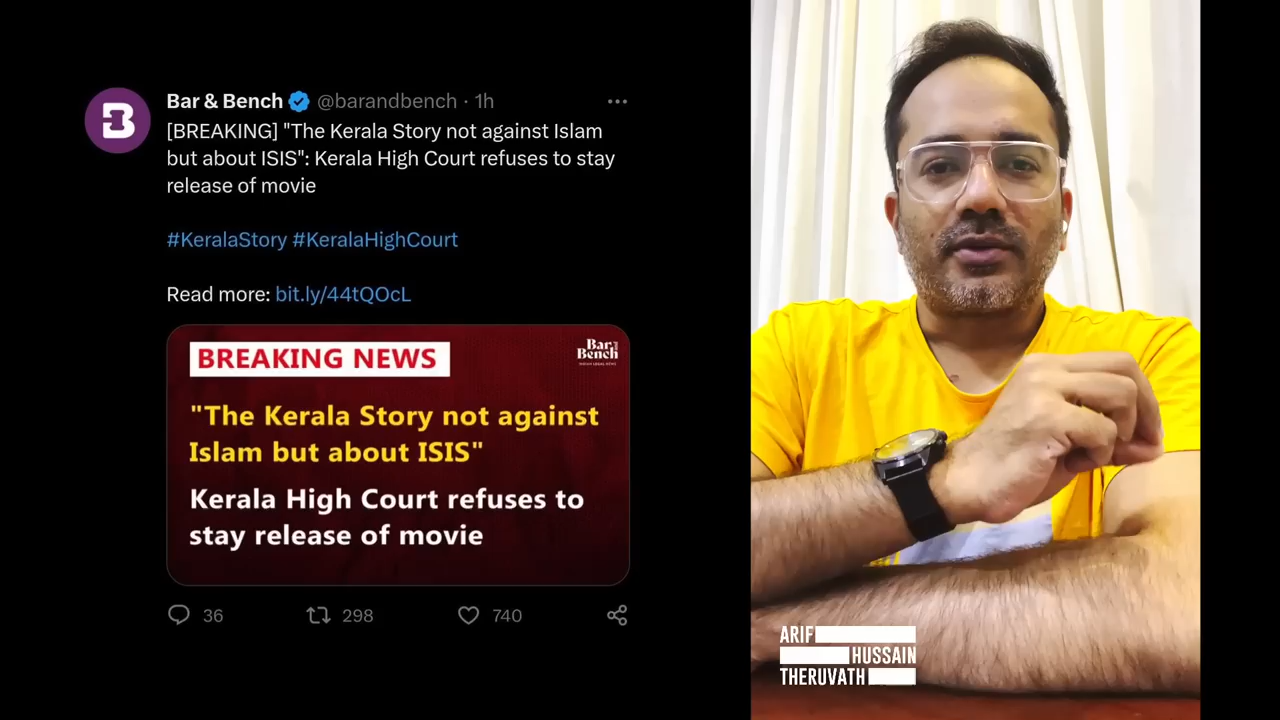 Bar & Bench @barandbench · 1h
[BREAKING] "The Kerala Story not against Islam
but about ISIS": Kerala High Court refuses to stay
release of movie
#KeralaStory #KeralaHighCourt
Read more: bit.ly/44tQOcL
BREAKING NEWS
Bar
Bench
"The Kerala Story not against
Islam but about ISIS"
Kerala High Court refuses to
stay release of movie
36 298 740
ARIF
HUSSAIN
THERUVATH